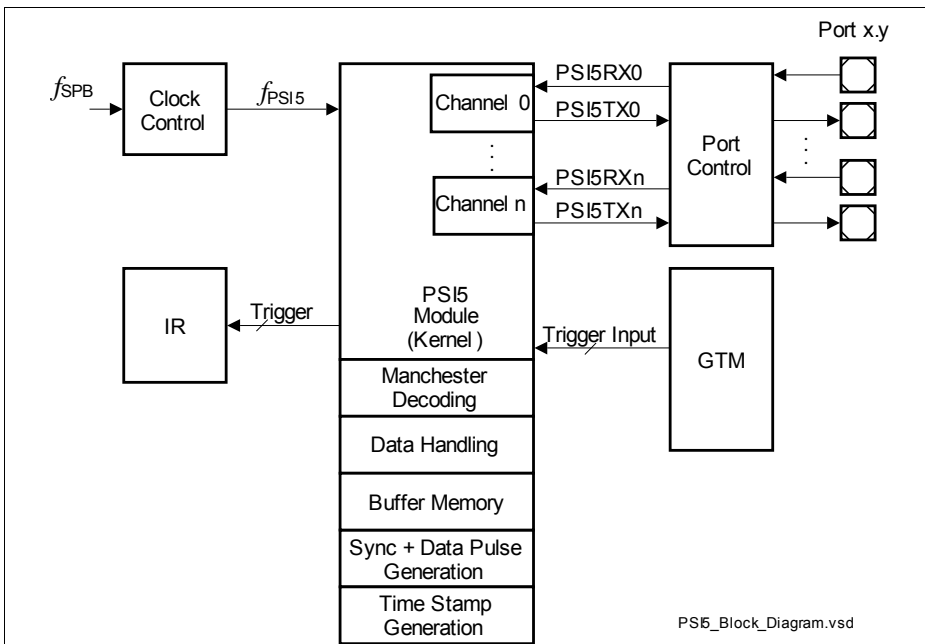 Port x.y
fSPB
Clock
Control
fPSI5
Channel 0
PSI5RX0
PSI5TX0
Port
Control
Channel n
PSI5RXn
PSI5TXn
IR
Trigger
PSI5
Module
(Kernel )
Trigger Input
GTM
Manchester
Decoding
Data Handling
Buffer Memory
Sync + Data Pulse
Generation
Time Stamp
Generation
PSI5_Block_Diagram.vsd